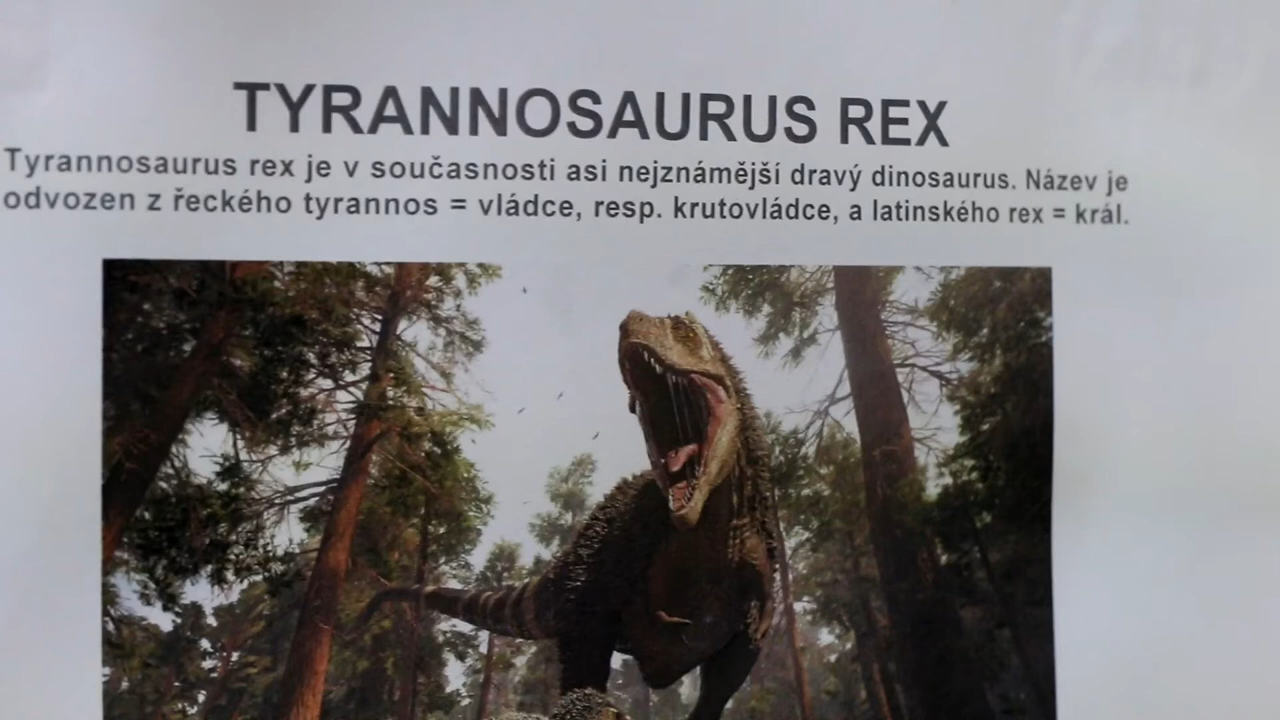 TYRANNOSAURUS REX
Tyrannosaurus rex je v současnosti asi nejznámější dravý dinosaurus. Název je
odvozen z řeckého tyrannos = vládce, resp. krutovládce, a latinského rex = král.